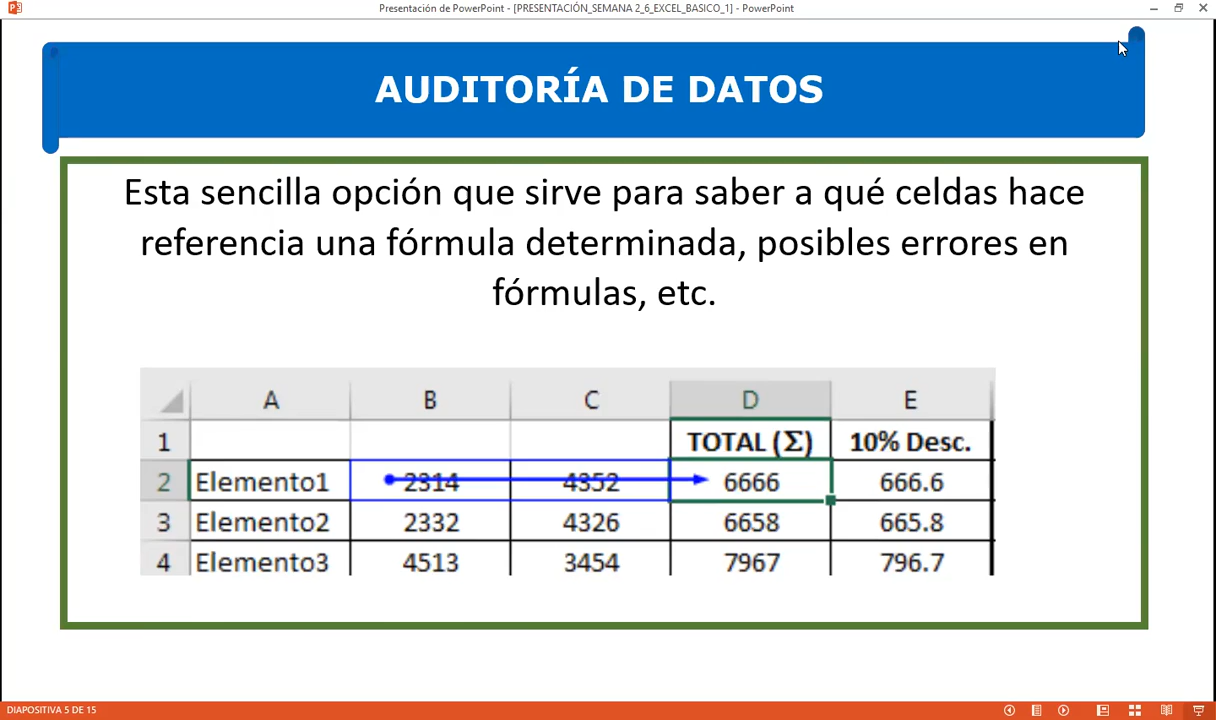 Presentación de PowerPoint - [PRESENTACIÓN_SEMANA 2_6_EXCEL_BASICO_1] - PowerPoint
AUDITORÍA DE DATOS
Esta sencilla opción que sirve para saber a qué celdas hace
referencia una fórmula determinada, posibles errores en
fórmulas, etc.
A B C D E
1 TOTAL (Σ) 10% Desc.
2 Elemento1 2314 4352 6666 666.6
3 Elemento2 2332 4326 6658 665.8
4 Elemento3 4513 3454 7967 796.7
DIAPOSITIVA 5 DE 15